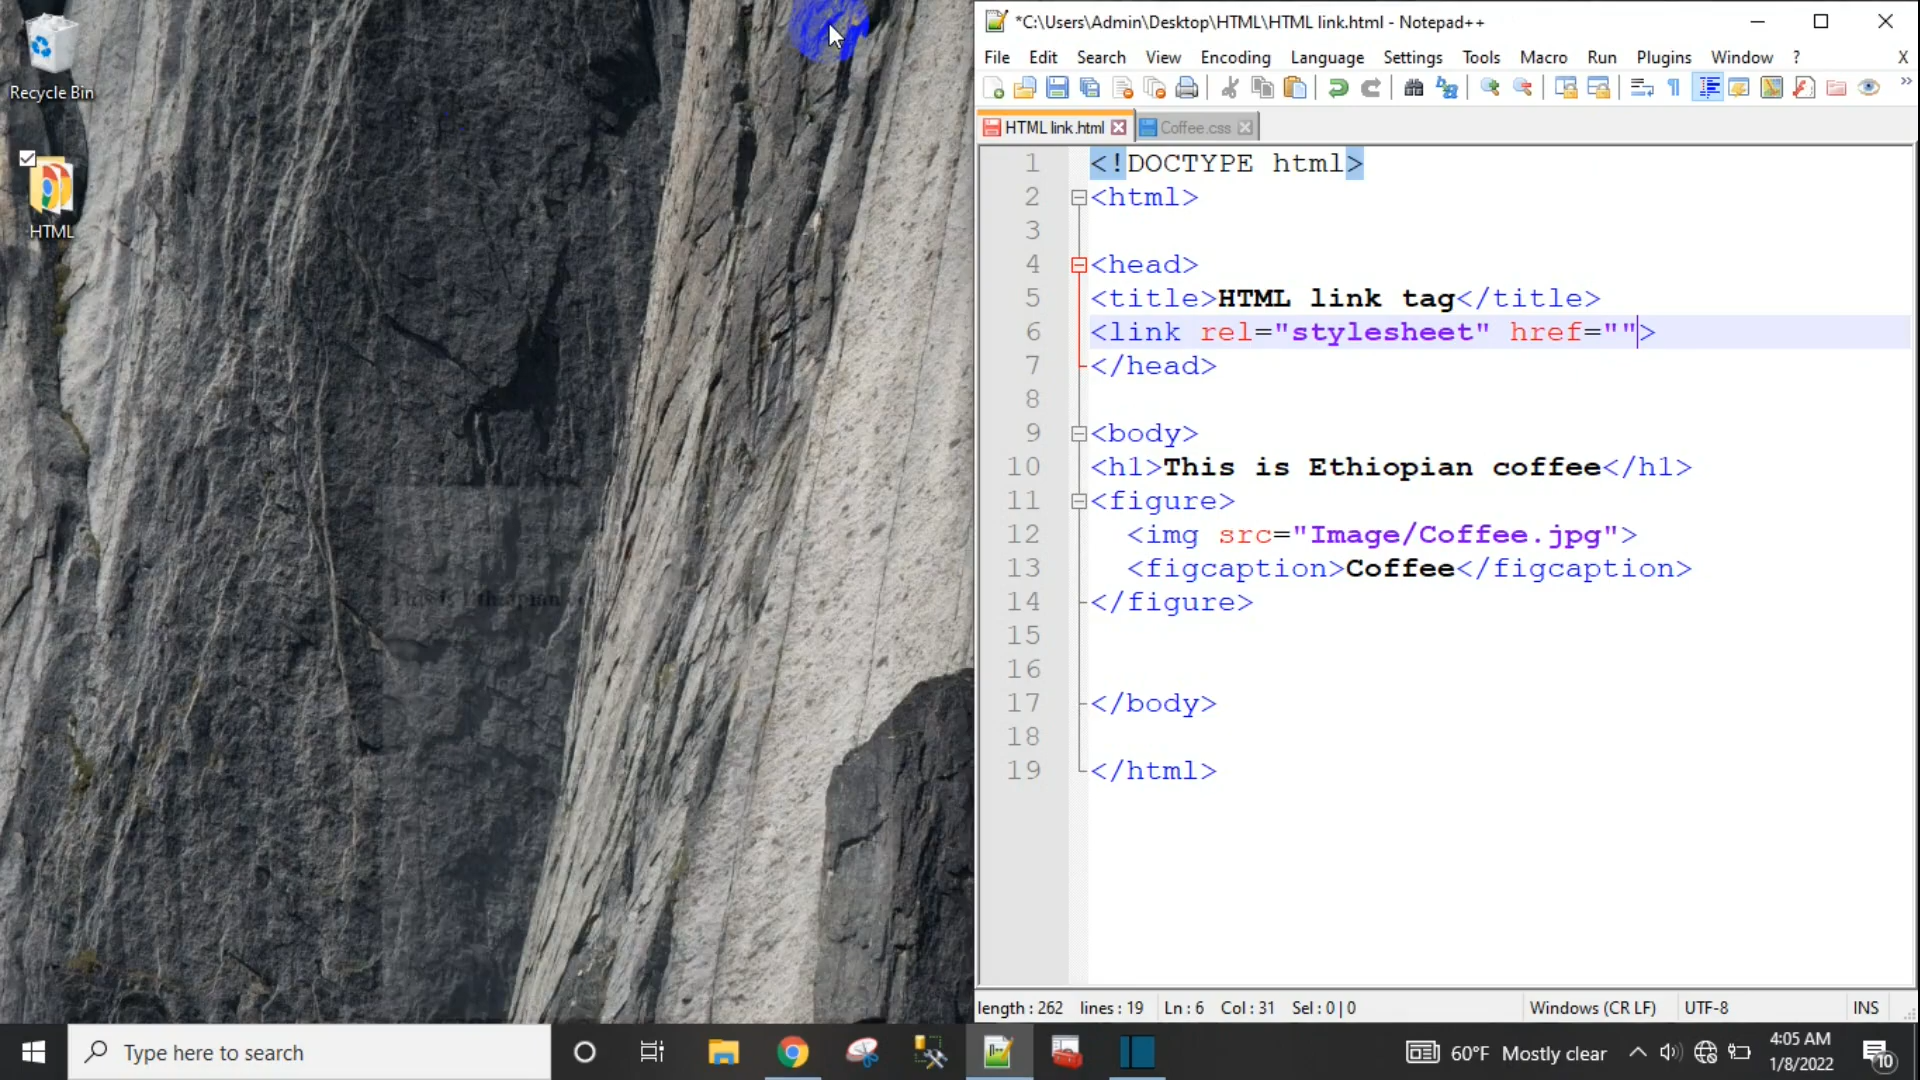 Recycle Bin
HTML
*C:\Users\Admin\Desktop\HTML\HTML link.html - Notepad++
File Edit Search View Encoding Language Settings Tools Macro Run Plugins Window ? X
HTML link.html Coffee.css
1 <!DOCTYPE html>
2 <html>
3
4 <head>
5 <title>HTML link tag</title>
6 <link rel="stylesheet" href="">
7 </head>
8
9 <body>
10 <h1>This is Ethiopian coffee</h1>
11 <figure>
12 <img src="Image/Coffee.jpg">
13 <figcaption>Coffee</figcaption>
14 </figure>
15
16
17 </body>
18
19 </html>
length : 262 lines : 19 Ln : 6 Col : 31 Sel : 0 | 0 Windows (CR LF) UTF-8 INS
Type here to search
60°F Mostly clear
4:05 AM
1/8/2022
10